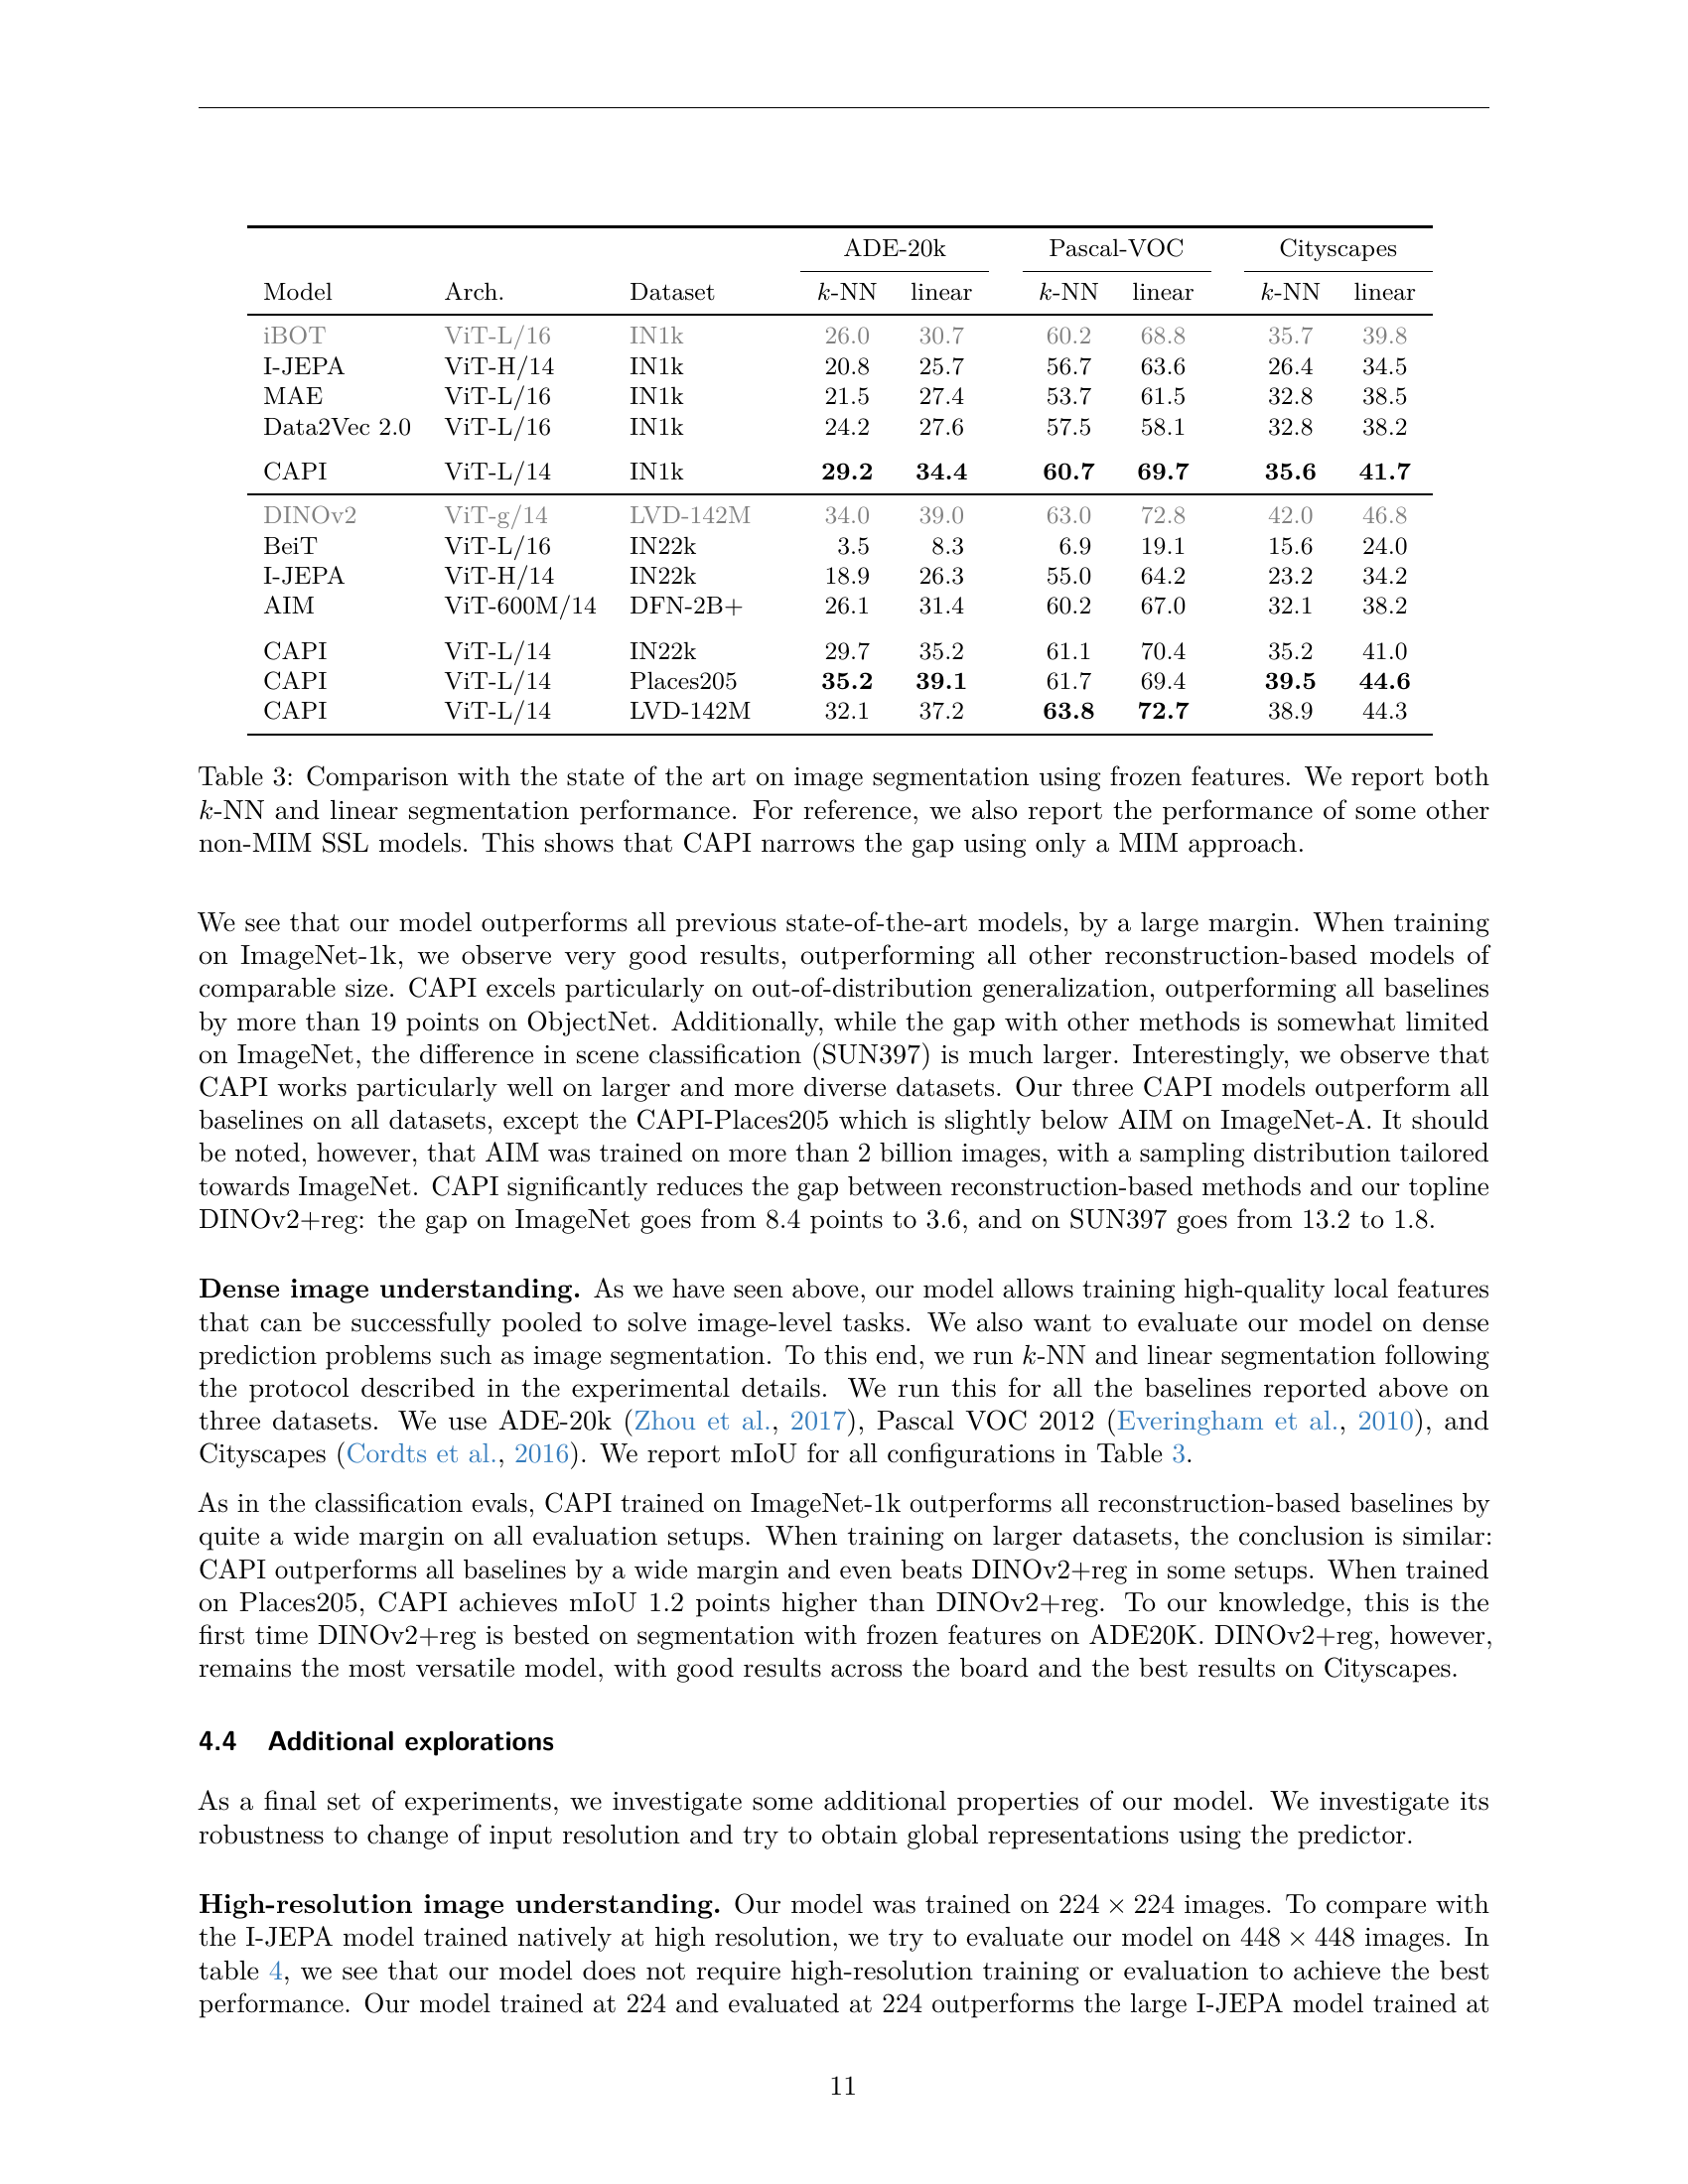 ADE-20k Pascal-VOC Cityscapes
Model Arch. Dataset k-NN linear k-NN linear k-NN linear
iBOT ViT-L/16 IN1k 26.0 30.7 60.2 68.8 35.7 39.8
I-JEPA ViT-H/14 IN1k 20.8 25.7 56.7 63.6 26.4 34.5
MAE ViT-L/16 IN1k 21.5 27.4 53.7 61.5 32.8 38.5
Data2Vec 2.0 ViT-L/16 IN1k 24.2 27.6 57.5 58.1 32.8 38.2
CAPI ViT-L/14 IN1k 29.2 34.4 60.7 69.7 35.6 41.7
DINOv2 ViT-g/14 LVD-142M 34.0 39.0 63.0 72.8 42.0 46.8
BeiT ViT-L/16 IN22k 3.5 8.3 6.9 19.1 15.6 24.0
I-JEPA ViT-H/14 IN22k 18.9 26.3 55.0 64.2 23.2 34.2
AIM ViT-600M/14 DFN-2B+ 26.1 31.4 60.2 67.0 32.1 38.2
CAPI ViT-L/14 IN22k 29.7 35.2 61.1 70.4 35.2 41.0
CAPI ViT-L/14 Places205 35.2 39.1 61.7 69.4 39.5 44.6
CAPI ViT-L/14 LVD-142M 32.1 37.2 63.8 72.7 38.9 44.3
Table 3: Comparison with the state of the art on image segmentation using frozen features. We report both
k-NN and linear segmentation performance. For reference, we also report the performance of some other
non-MIM SSL models. This shows that CAPI narrows the gap using only a MIM approach.
We see that our model outperforms all previous state-of-the-art models, by a large margin. When training
on ImageNet-1k, we observe very good results, outperforming all other reconstruction-based models of
comparable size. CAPI excels particularly on out-of-distribution generalization, outperforming all baselines
by more than 19 points on ObjectNet. Additionally, while the gap with other methods is somewhat limited
on ImageNet, the difference in scene classification (SUN397) is much larger. Interestingly, we observe that
CAPI works particularly well on larger and more diverse datasets. Our three CAPI models outperform all
baselines on all datasets, except the CAPI-Places205 which is slightly below AIM on ImageNet-A. It should
be noted, however, that AIM was trained on more than 2 billion images, with a sampling distribution tailored
towards ImageNet. CAPI significantly reduces the gap between reconstruction-based methods and our topline
DINOv2+reg: the gap on ImageNet goes from 8.4 points to 3.6, and on SUN397 goes from 13.2 to 1.8.
Dense image understanding. As we have seen above, our model allows training high-quality local features
that can be successfully pooled to solve image-level tasks. We also want to evaluate our model on dense
prediction problems such as image segmentation. To this end, we run k-NN and linear segmentation following
the protocol described in the experimental details. We run this for all the baselines reported above on
three datasets. We use ADE-20k (Zhou et al., 2017), Pascal VOC 2012 (Everingham et al., 2010), and
Cityscapes (Cordts et al., 2016). We report mIoU for all configurations in Table 3.
As in the classification evals, CAPI trained on ImageNet-1k outperforms all reconstruction-based baselines by
quite a wide margin on all evaluation setups. When training on larger datasets, the conclusion is similar:
CAPI outperforms all baselines by a wide margin and even beats DINOv2+reg in some setups. When trained
on Places205, CAPI achieves mIoU 1.2 points higher than DINOv2+reg. To our knowledge, this is the
first time DINOv2+reg is bested on segmentation with frozen features on ADE20K. DINOv2+reg, however,
remains the most versatile model, with good results across the board and the best results on Cityscapes.
4.4 Additional explorations
As a final set of experiments, we investigate some additional properties of our model. We investigate its
robustness to change of input resolution and try to obtain global representations using the predictor.
High-resolution image understanding. Our model was trained on 224 × 224 images. To compare with
the I-JEPA model trained natively at high resolution, we try to evaluate our model on 448 × 448 images. In
table 4, we see that our model does not require high-resolution training or evaluation to achieve the best
performance. Our model trained at 224 and evaluated at 224 outperforms the large I-JEPA model trained at
11